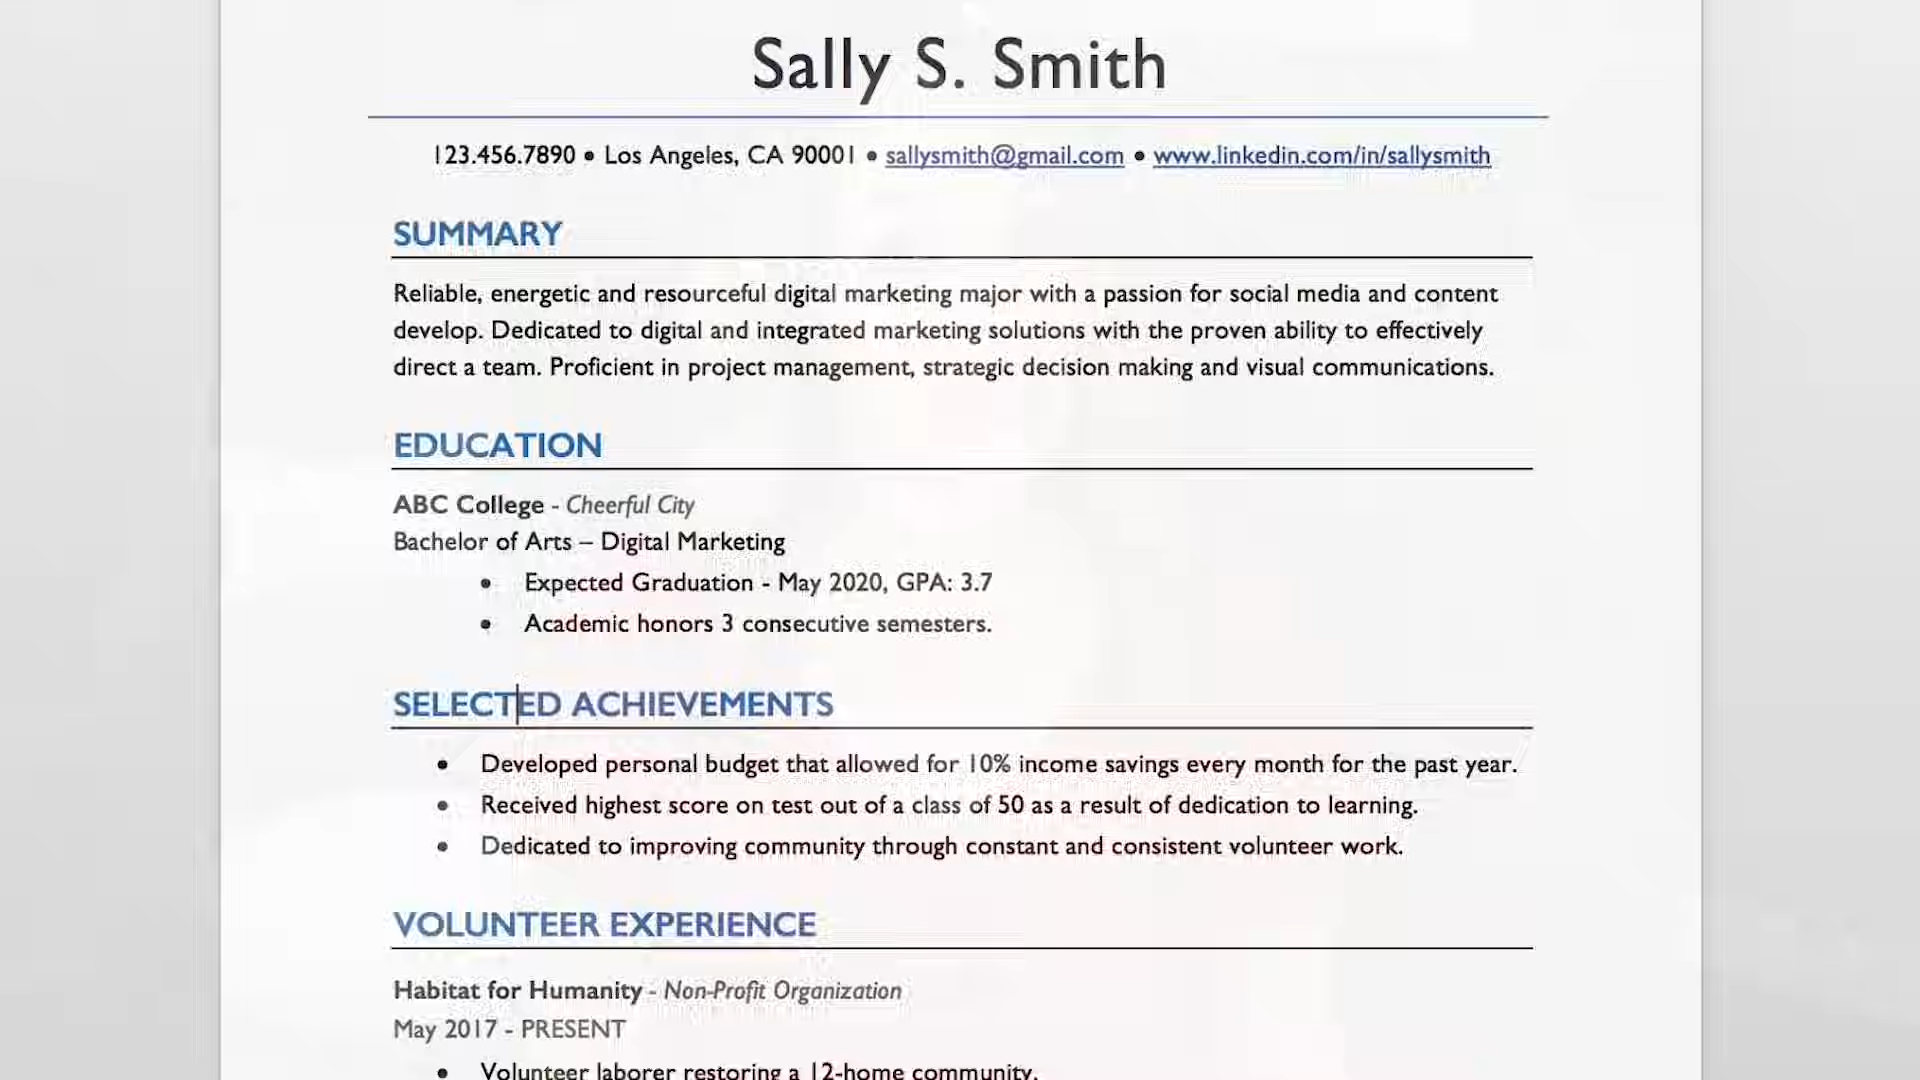 Sally S. Smith
123.456.7890 • Los Angeles, CA 90001 • sallysmith@gmail.com • www.linkedin.com/in/sallysmith
SUMMARY
Reliable, energetic and resourceful digital marketing major with a passion for social media and content
develop. Dedicated to digital and integrated marketing solutions with the proven ability to effectively
direct a team. Proficient in project management, strategic decision making and visual communications.
EDUCATION
ABC College - Cheerful City
Bachelor of Arts – Digital Marketing
• Expected Graduation - May 2020, GPA: 3.7
• Academic honors 3 consecutive semesters.
SELECTED ACHIEVEMENTS
• Developed personal budget that allowed for 10% income savings every month for the past year.
• Received highest score on test out of a class of 50 as a result of dedication to learning.
• Dedicated to improving community through constant and consistent volunteer work.
VOLUNTEER EXPERIENCE
Habitat for Humanity - Non-Profit Organization
May 2017 - PRESENT
• Volunteer laborer restoring a 12-home community.